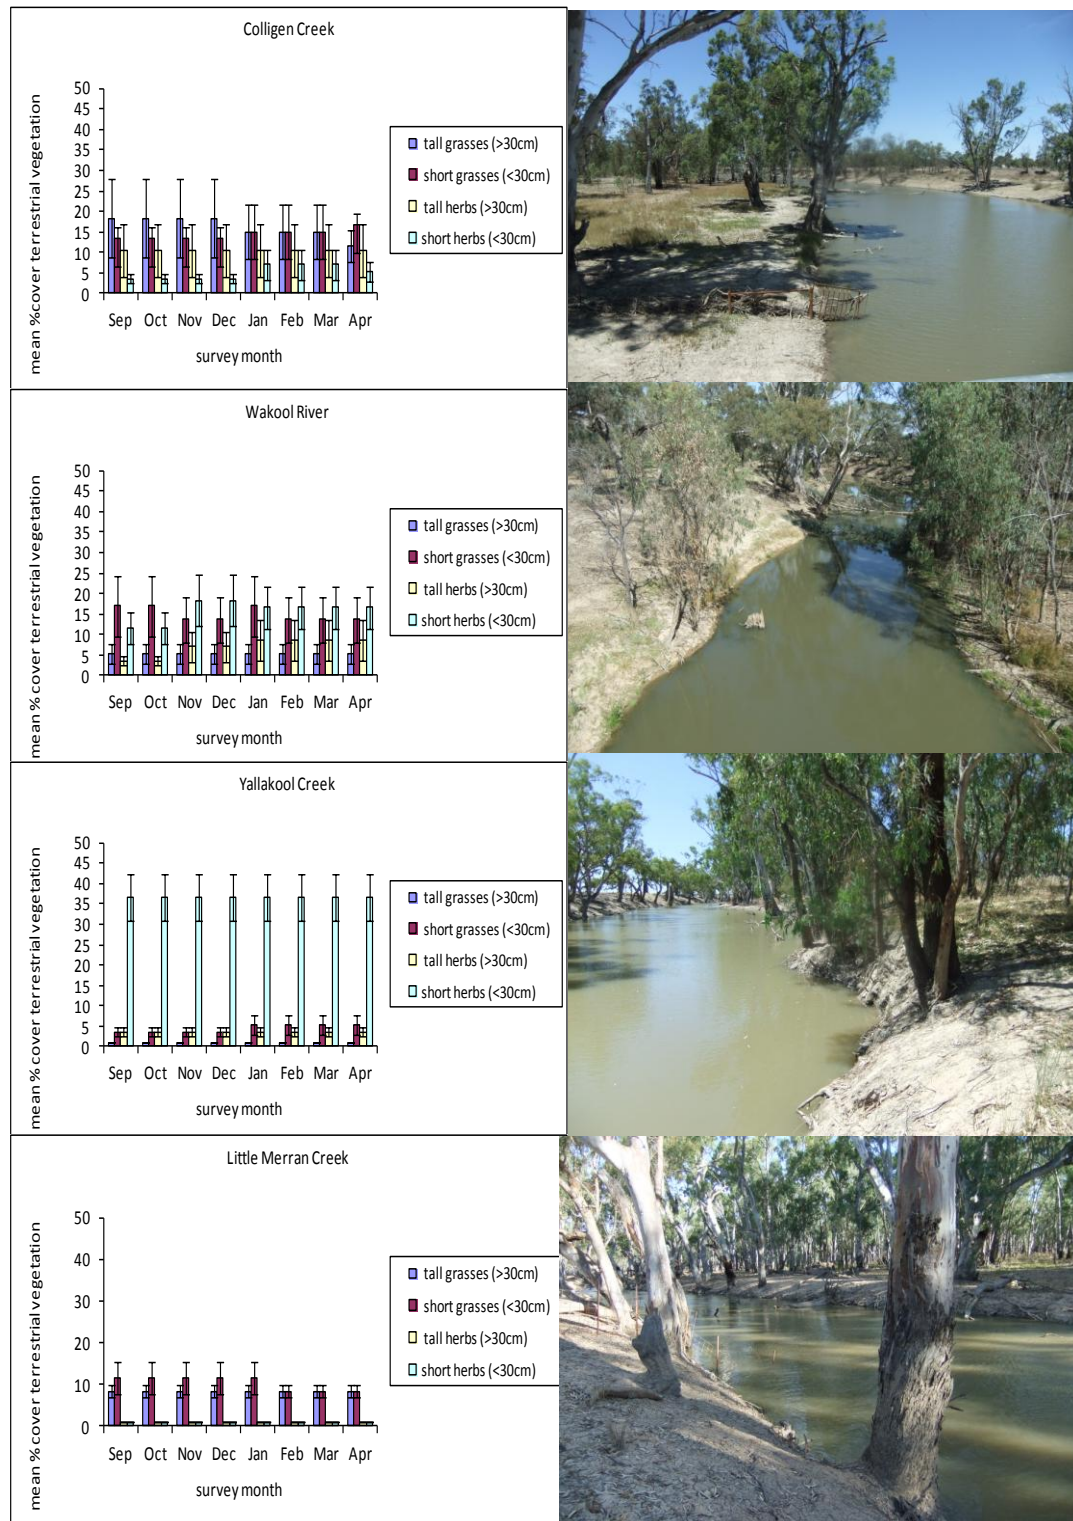 Colligen Creek
mean %cover terrestrial vegetation
50
45
40
35
30
25
20
15
10
5
0
Sep Oct Nov Dec Jan Feb Mar Apr
survey month
tall grasses (>30cm)
short grasses (<30cm)
tall herbs (>30cm)
short herbs (<30cm)
Wakool River
mean % cover terrestrial vegetation
50
45
40
35
30
25
20
15
10
5
0
Sep Oct Nov Dec Jan Feb Mar Apr
survey month
tall grasses (>30cm)
short grasses (<30cm)
tall herbs (>30cm)
short herbs (<30cm)
Yallakool Creek
mean % cover terrestrial vegetation
50
45
40
35
30
25
20
15
10
5
0
Sep Oct Nov Dec Jan Feb Mar Apr
survey month
tall grasses (>30cm)
short grasses (<30cm)
tall herbs (>30cm)
short herbs (<30cm)
Little Merran Creek
mean % cover terrestrial vegetation
50
40
30
20
10
0
Sep Oct Nov Dec Jan Feb Mar Apr
survey month
tall grasses (>30cm)
short grasses (<30cm)
tall herbs (>30cm)
short herbs (<30cm)